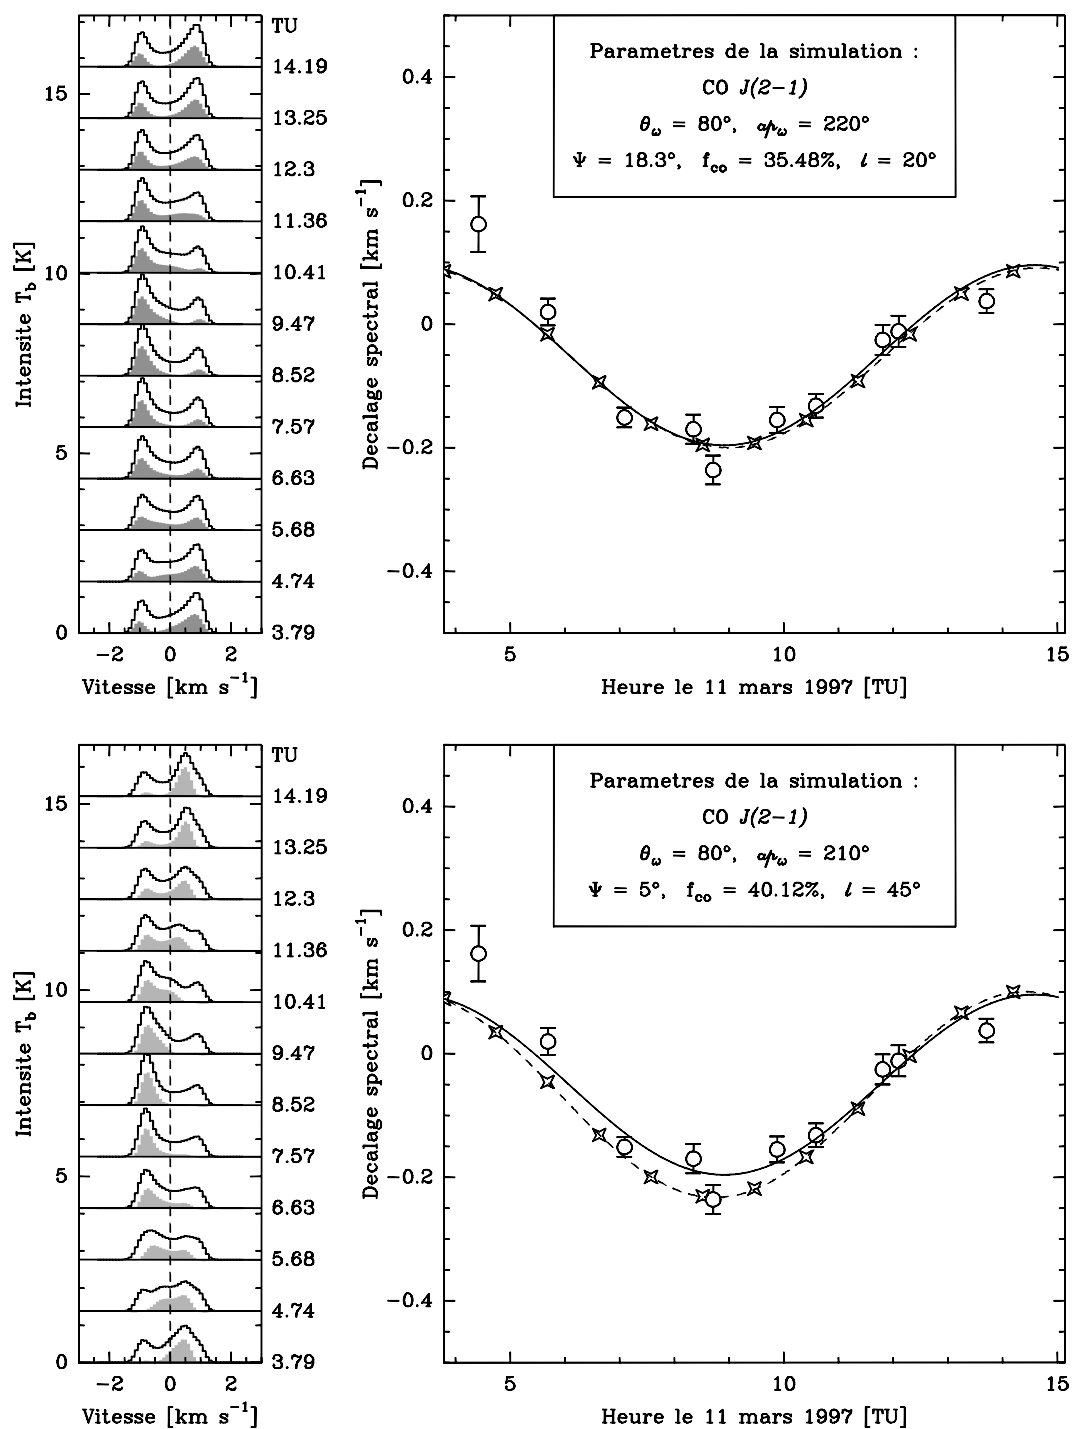 TU
14.19
13.25
12.3
11.36
10.41
9.47
8.52
7.57
6.63
5.68
4.74
3.79
15
10
5
0
Intensite T_b [K]
−2 0 2
Vitesse [km s⁻¹]
Parametres de la simulation :
CO J(2−1)
θ_ω = 80°, ap_ω = 220°
Ψ = 18.3°, f_co = 35.48%, l = 20°
0.4
0.2
0
−0.2
−0.4
Decalage spectral [km s⁻¹]
5 10 15
Heure le 11 mars 1997 [TU]
TU
14.19
13.25
12.3
11.36
10.41
9.47
8.52
7.57
6.63
5.68
4.74
3.79
15
10
5
0
Intensite T_b [K]
−2 0 2
Vitesse [km s⁻¹]
Parametres de la simulation :
CO J(2−1)
θ_ω = 80°, ap_ω = 210°
Ψ = 5°, f_co = 40.12%, l = 45°
0.4
0.2
0
−0.2
−0.4
Decalage spectral [km s⁻¹]
5 10 15
Heure le 11 mars 1997 [TU]